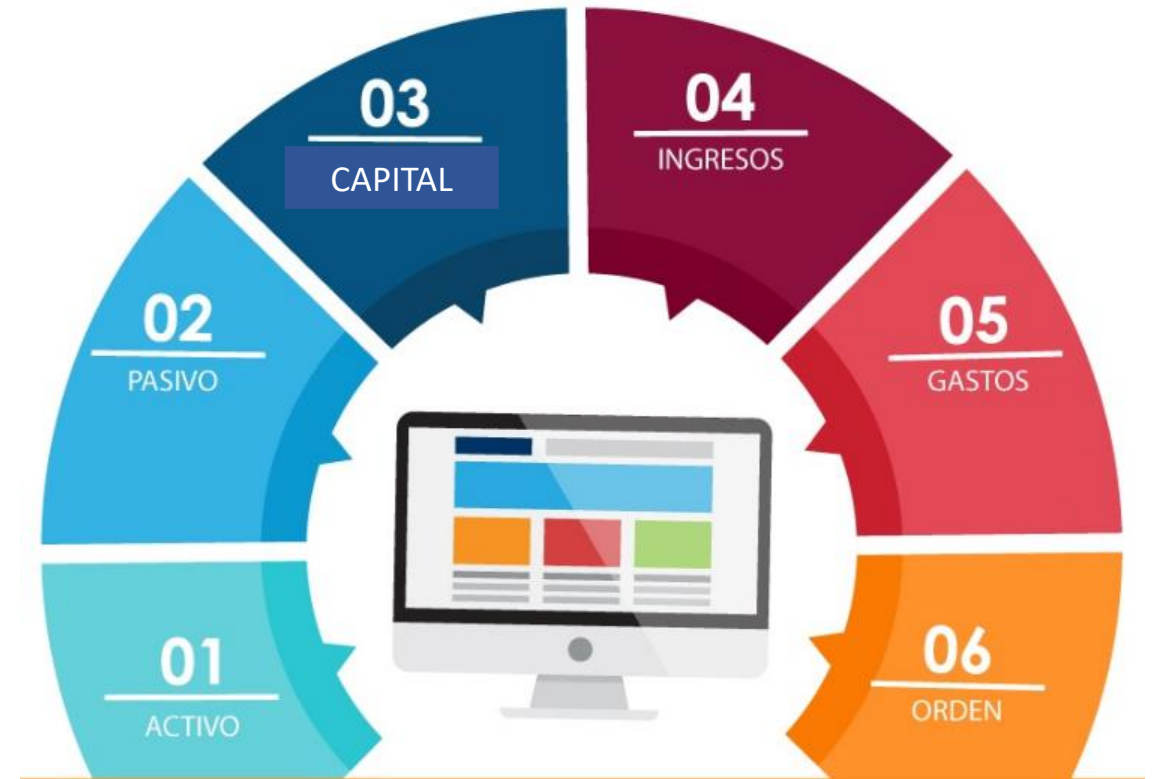 01
ACTIVO
02
PASIVO
03
CAPITAL
04
INGRESOS
05
GASTOS
06
ORDEN